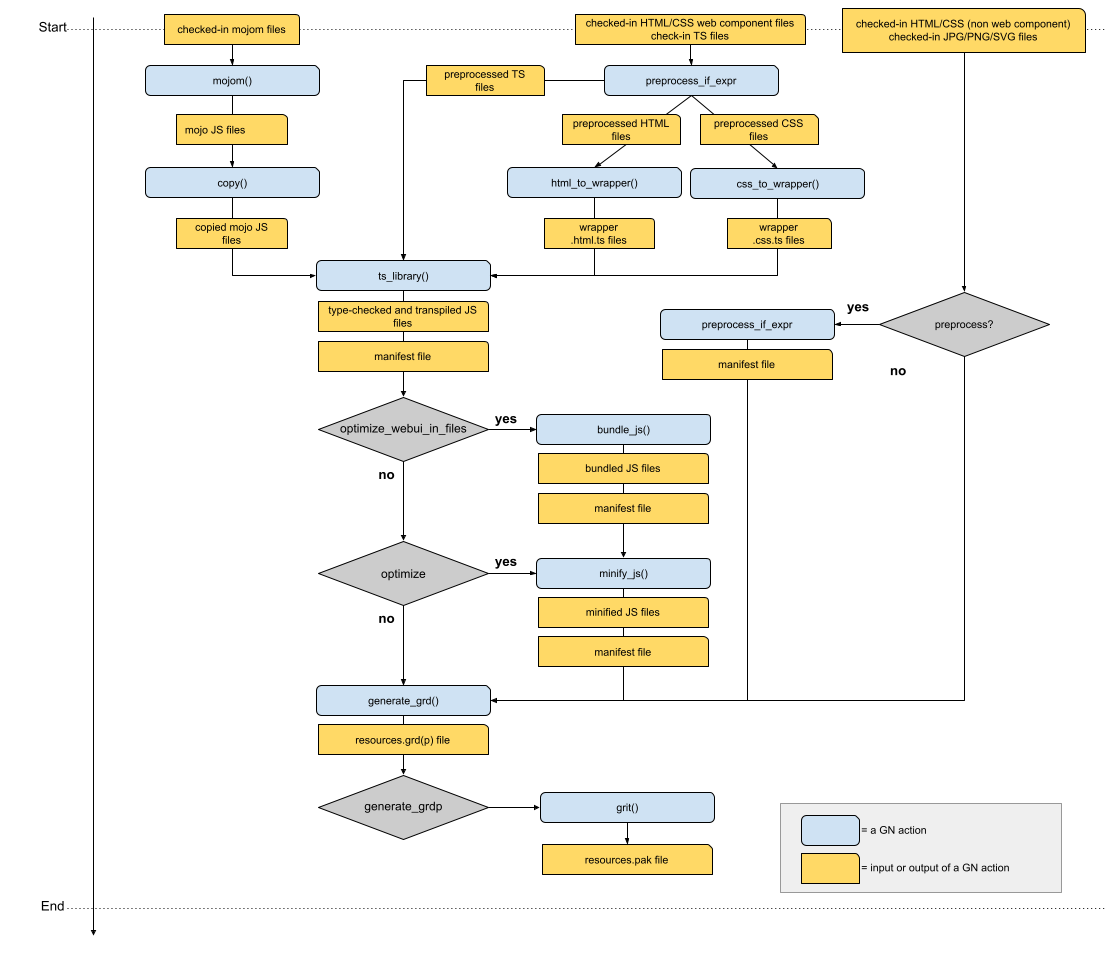 Start
checked-in mojom files
checked-in HTML/CSS web component files
check-in TS files
checked-in HTML/CSS (non web component)
checked-in JPG/PNG/SVG files
mojom()
preprocessed TS
files
preprocess_if_expr
mojo JS files
preprocessed HTML
files
preprocessed CSS
files
copy()
html_to_wrapper()
css_to_wrapper()
copied mojo JS
files
wrapper
.html.ts files
wrapper
.css.ts files
ts_library()
type-checked and transpiled JS
files
manifest file
preprocess_if_expr
yes
preprocess?
manifest file
no
optimize_webui_in_files
yes
bundle_js()
no
bundled JS files
manifest file
optimize
yes
minify_js()
no
minified JS files
manifest file
generate_grd()
resources.grd(p) file
generate_grdp
grit()
resources.pak file
= a GN action
= input or output of a GN action
End